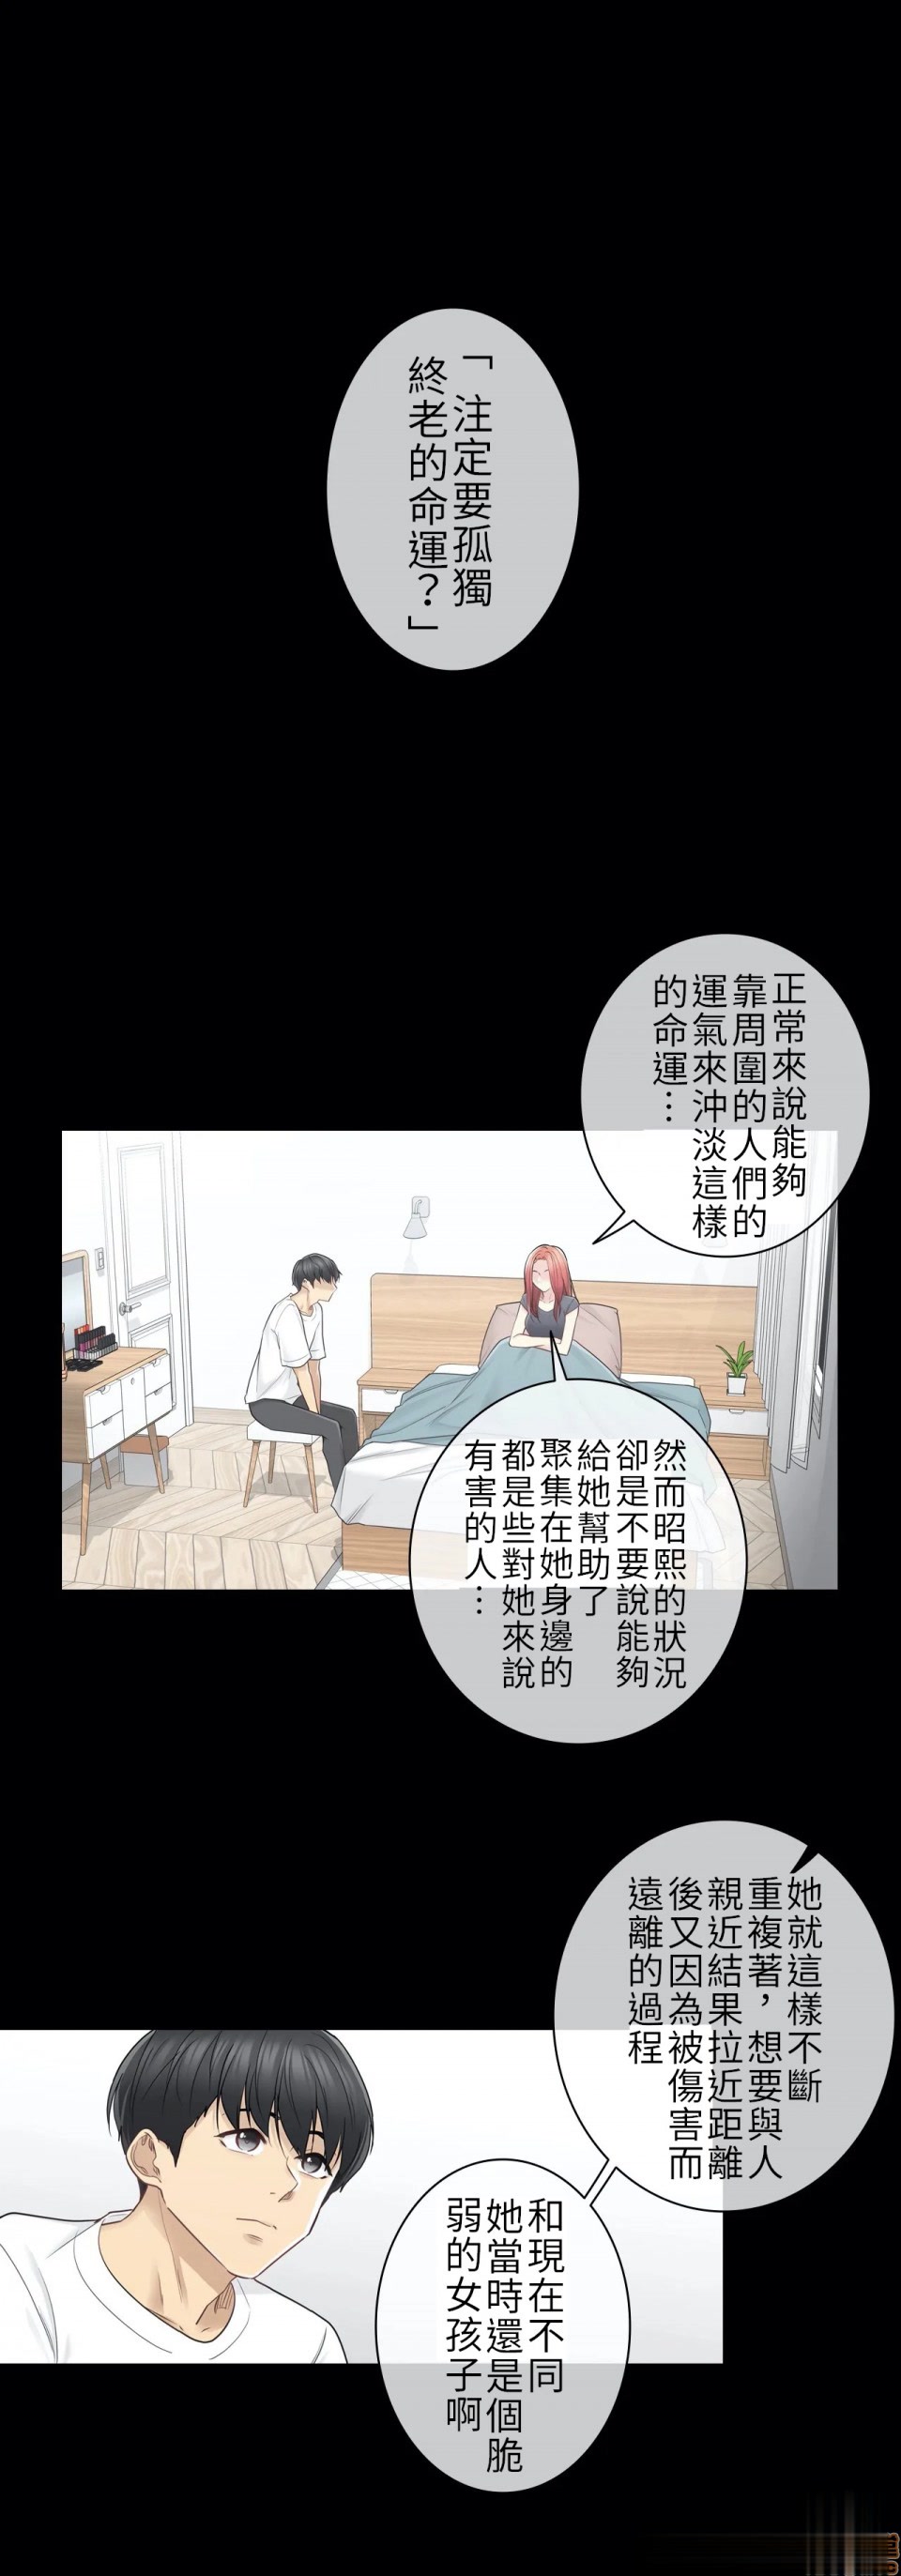 「注定要孤獨
終老的命運?」
正常來說能夠
靠周圍的人們的
運氣來沖淡這樣
的命運⋯
然而昭熙的狀況
卻是不要說能夠
給她幫助了
聚集在她身邊的
都是些對她來說
有害的人⋯
她就這樣不斷
重複著，想要與人
親近結果拉近距離
後又因為被傷害而
遠離的過程
和現在不同
她當時還是個脆
弱的女孩子啊